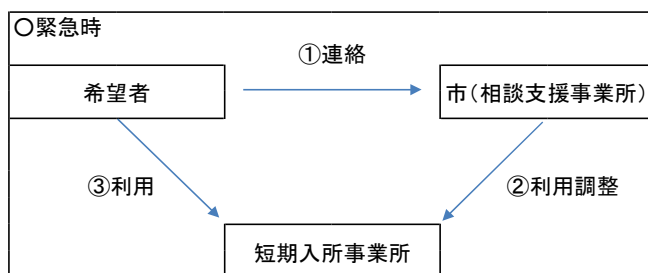 ○緊急時
①連絡
希望者
市(相談支援事業所)
③利用
②利用調整
短期入所事業所